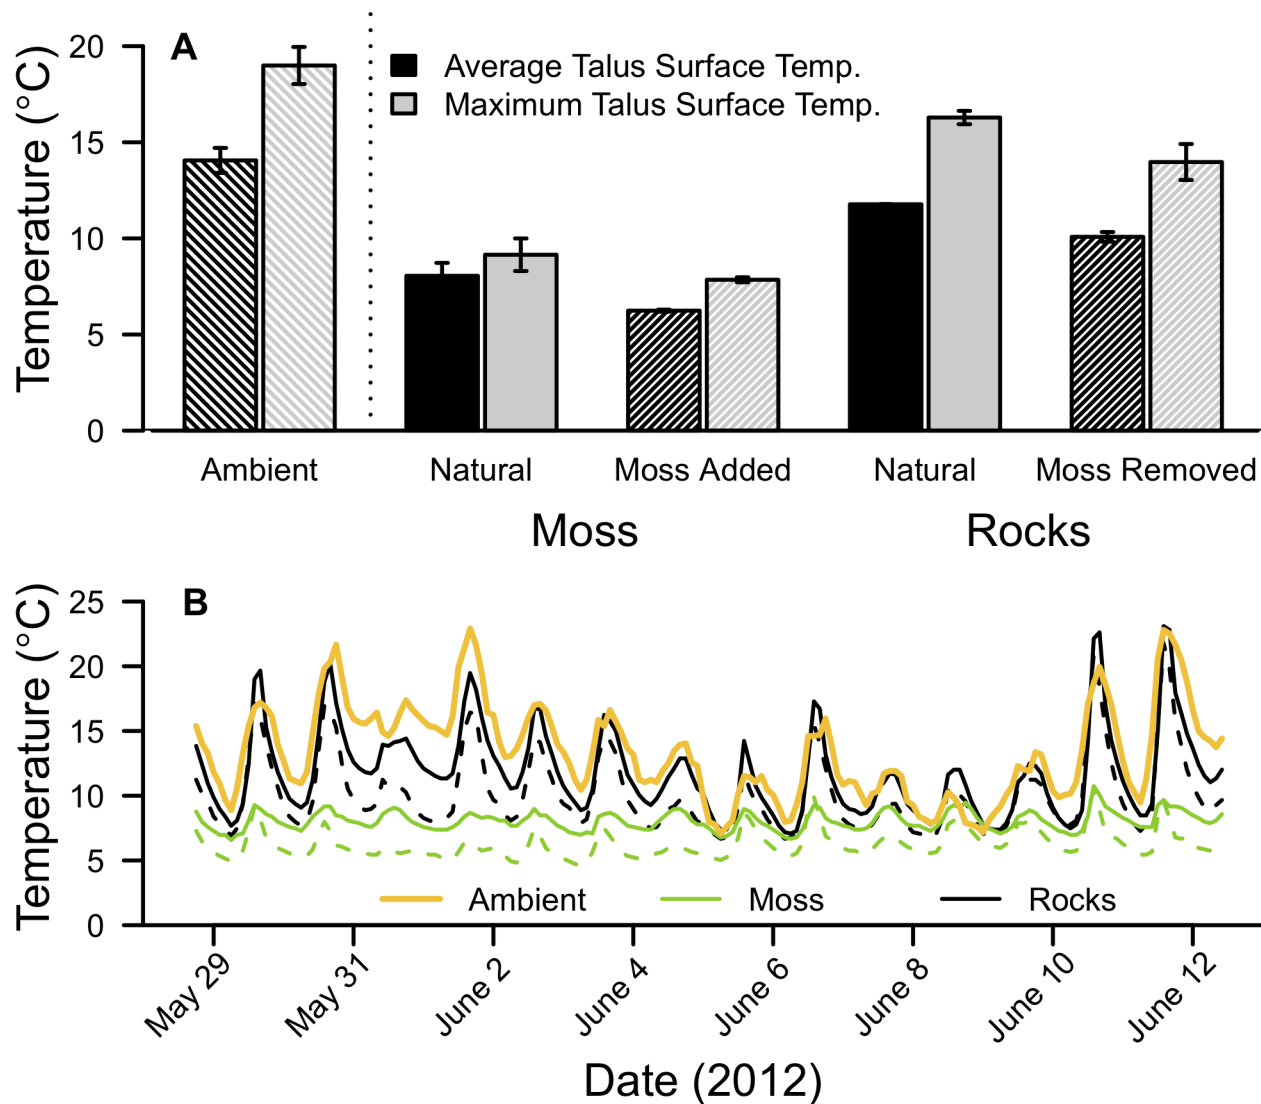 A
Temperature (°C)
20
15
10
5
0
Average Talus Surface Temp.
Maximum Talus Surface Temp.
Ambient Natural Moss Added Natural Moss Removed
Moss Rocks
B
Temperature (°C)
25
20
15
10
5
0
Ambient Moss Rocks
May 29 May 31 June 2 June 4 June 6 June 8 June 10 June 12
Date (2012)